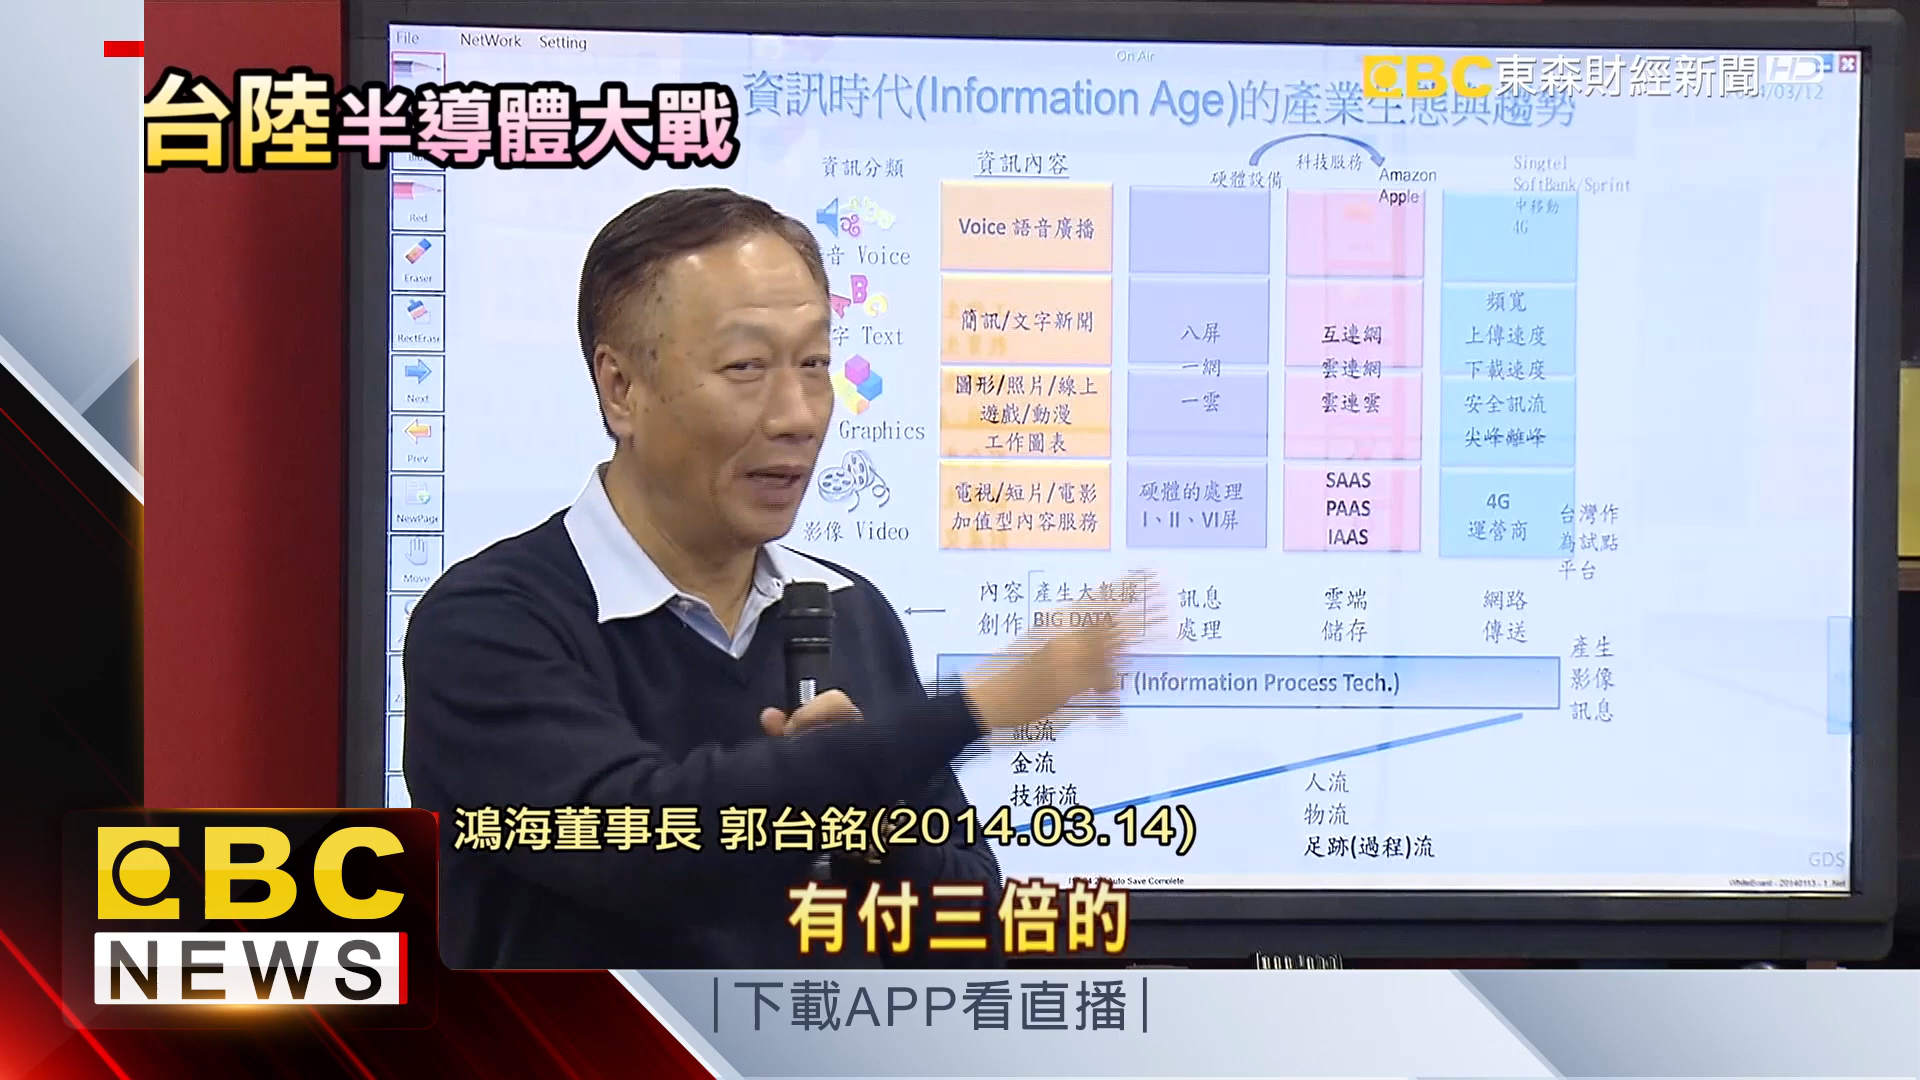 File NetWork Setting
On Air
EBC 東森財經新聞 HD
台陸半導體大戰
資訊時代(Information Age)的產業生態與趨勢
資訊分類
資訊內容
硬體設備
科技服務
Amazon
Apple
Singtel
SoftBank/Sprint
中移動
4G
Red
Eraser
RectErase
Next
Prev
NewPage
Move
音 Voice
字 Text
Graphics
影像 Video
Voice 語音廣播
簡訊/文字新聞
圖形/照片/線上
遊戲/動漫
工作圖表
電視/短片/電影
加值型內容服務
八屏
一網
一雲
硬體的處理
I、II、VI屏
互連網
雲連網
雲連雲
SAAS
PAAS
IAAS
頻寬
上傳速度
下載速度
安全訊流
尖峰離峰
4G
運營商
台灣作
為試點
平台
內容
創作
產生大數據
BIG DATA
訊息
處理
雲端
儲存
網路
傳送
產生
影像
訊息
T (Information Process Tech.)
訊流
金流
技術流
人流
物流
足跡(過程)流
GDS
Auto Save Complete
鴻海董事長 郭台銘(2014.03.14)
有付三倍的
EBC
NEWS
|下載APP看直播|